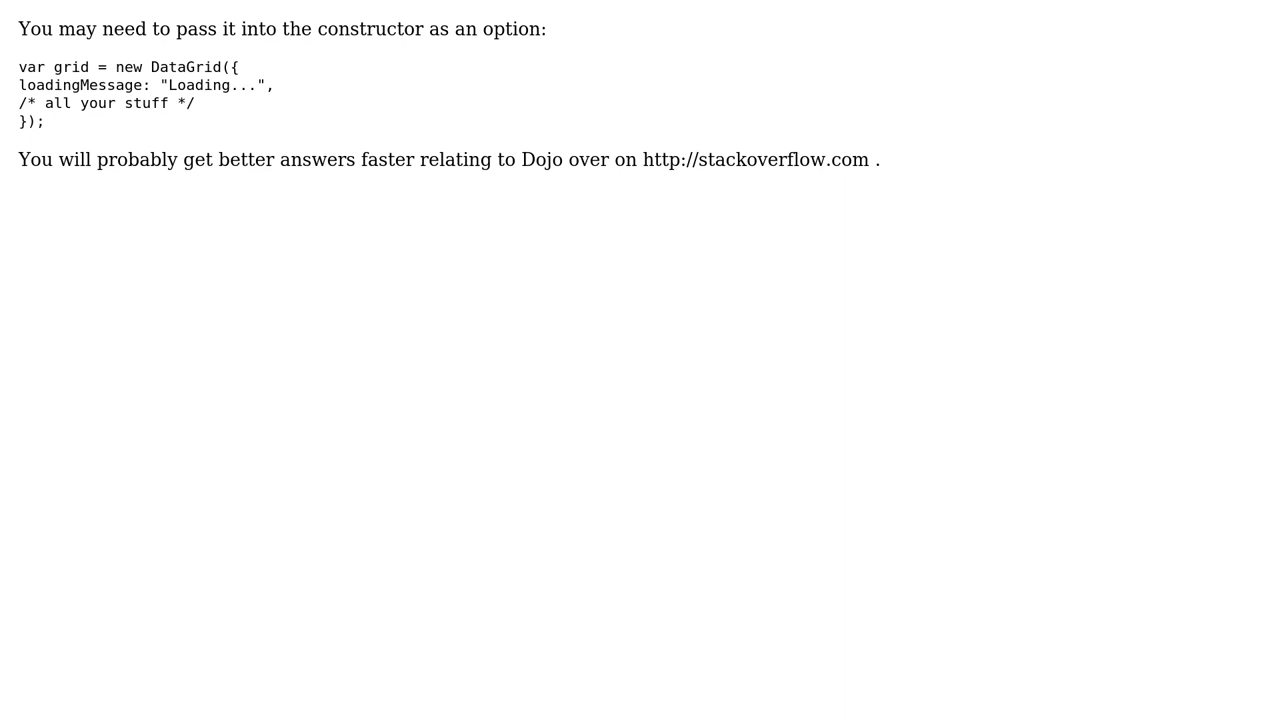 You may need to pass it into the constructor as an option:
var grid = new DataGrid({
loadingMessage: "Loading...",
/* all your stuff */
});
You will probably get better answers faster relating to Dojo over on http://stackoverflow.com .